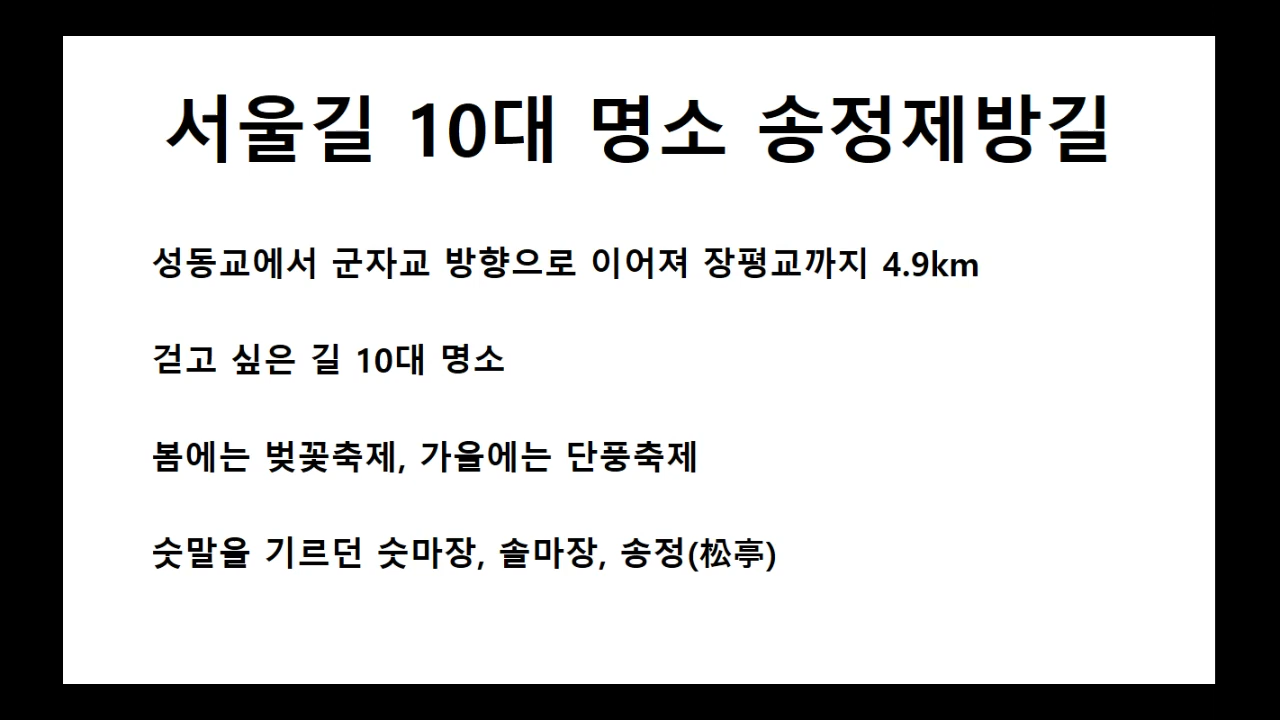 서울길 10대 명소 송정제방길
성동교에서 군자교 방향으로 이어져 장평교까지 4.9km
걷고 싶은 길 10대 명소
봄에는 벚꽃축제, 가을에는 단풍축제
숫말을 기르던 숫마장, 솔마장, 송정(松亭)